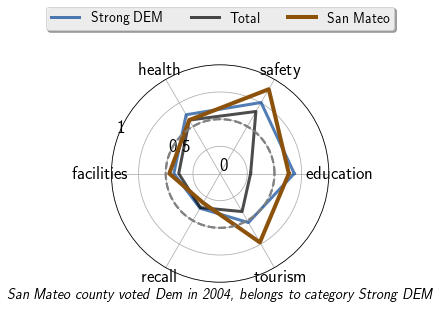 Strong DEM Total San Mateo
health safety
1
0.5
0
facilities education
recall tourism
San Mateo county voted Dem in 2004, belongs to category Strong DEM